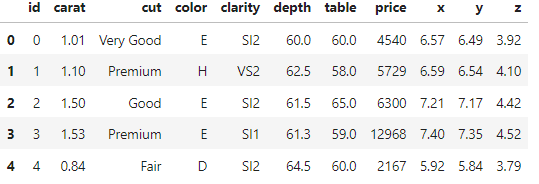 id carat cut color clarity depth table price x y z
0 0 1.01 Very Good E SI2 60.0 60.0 4540 6.57 6.49 3.92
1 1 1.10 Premium H VS2 62.5 58.0 5729 6.59 6.54 4.10
2 2 1.50 Good E SI2 61.5 65.0 6300 7.21 7.17 4.42
3 3 1.53 Premium E SI1 61.3 59.0 12968 7.40 7.35 4.52
4 4 0.84 Fair D SI2 64.5 60.0 2167 5.92 5.84 3.79